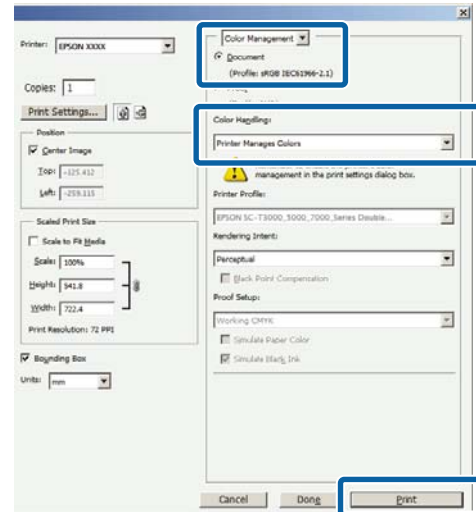 Printer: EPSON XXXX
Copies: 1
Print Settings...
Position
Center Image
Top: -125.412
Left: -259.115
Scaled Print Size
Scale to Fit Media
Scale: 100%
Height: 541.8
Width: 722.4
Print Resolution: 72 PPI
Bounding Box
Units: mm
Color Management
Document
(Profile: sRGB IEC61966-2.1)
Color Handling:
Printer Manages Colors
management in the print settings dialog box.
Printer Profile:
EPSON SC-T3000_5000_7000_Series Double...
Rendering Intent:
Perceptual
Black Point Compensation
Proof Setup:
Working CMYK
Simulate Paper Color
Simulate Black Ink
Cancel
Done
Print